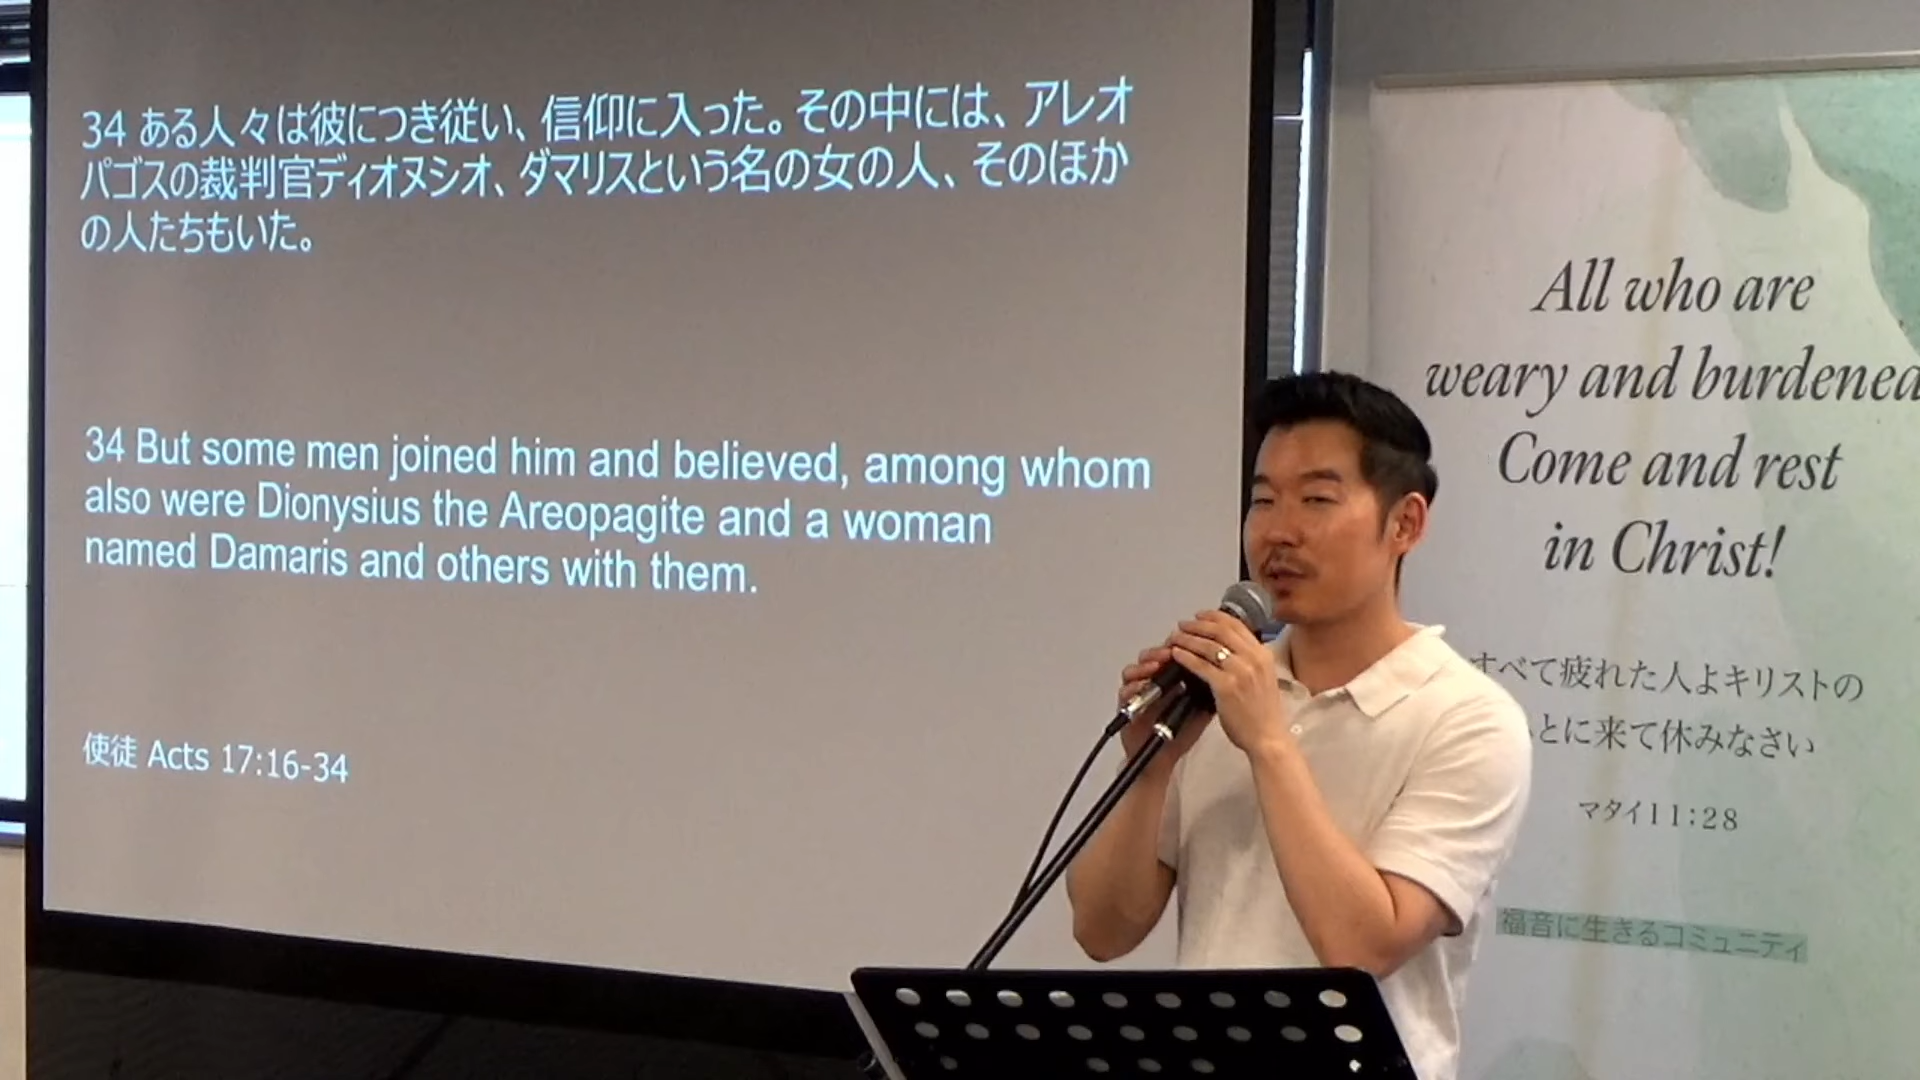 34 ある人々は彼につき従い、信仰に入った。その中には、アレオ
パゴスの裁判官ディオヌシオ、ダマリスという名の女の人、そのほか
の人たちもいた。
34 But some men joined him and believed, among whom
also were Dionysius the Areopagite and a woman
named Damaris and others with them.
使徒 Acts 17:16-34
All who are
weary and burdened
Come and rest
in Christ!
すべて疲れた人よキリストの
とに来て休みなさい
マタイ11:28
福音に生きるコミュニティ